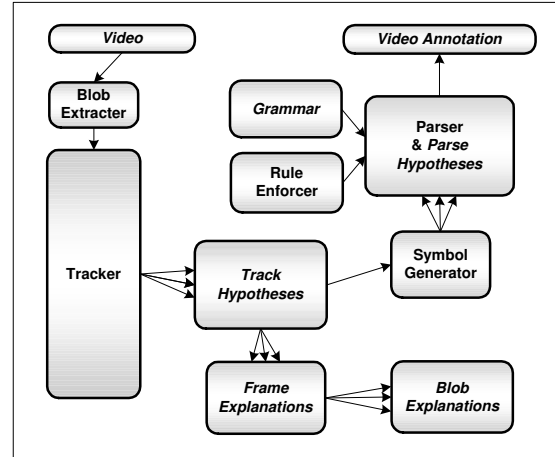 Video
Blob
Extracter
Tracker
Track
Hypotheses
Frame
Explanations
Blob
Explanations
Symbol
Generator
Grammar
Rule
Enforcer
Parser
& Parse
Hypotheses
Video Annotation